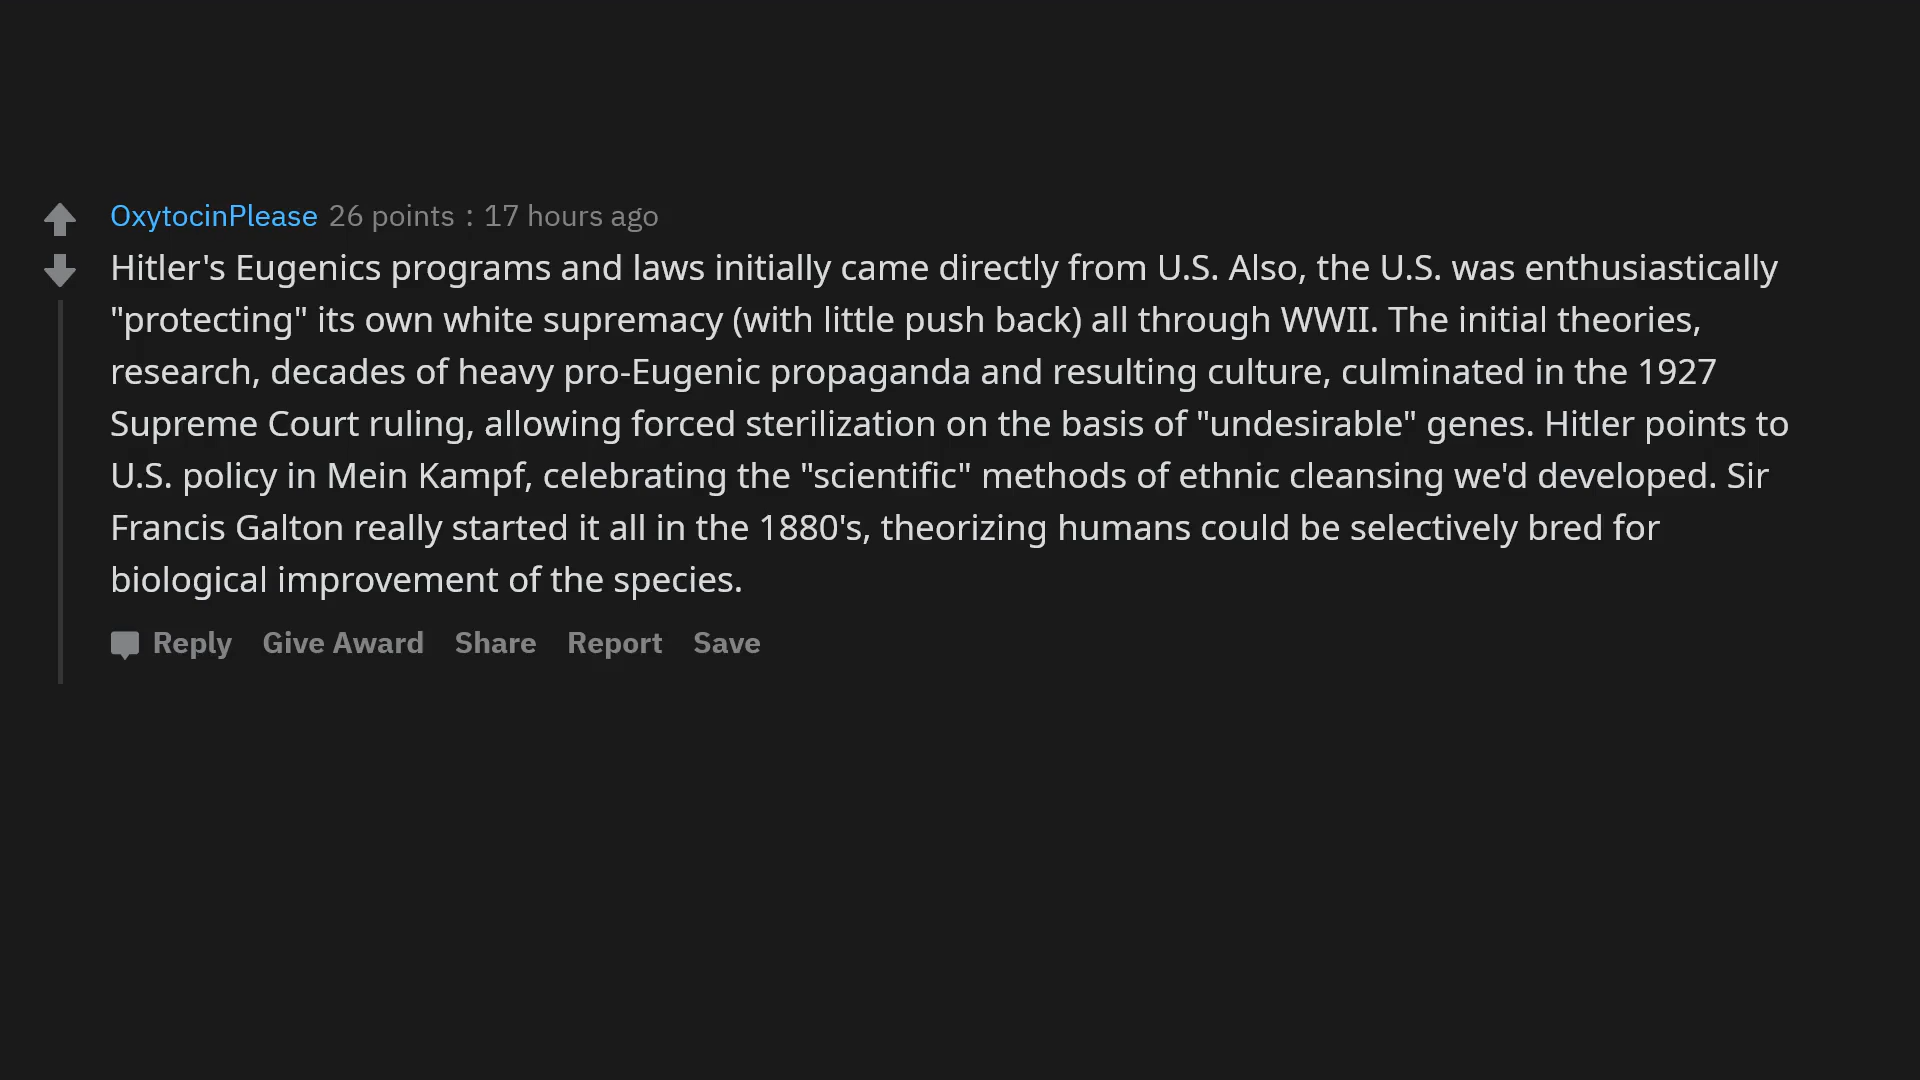 OxytocinPlease 26 points : 17 hours ago
Hitler's Eugenics programs and laws initially came directly from U.S. Also, the U.S. was enthusiastically
"protecting" its own white supremacy (with little push back) all through WWII. The initial theories,
research, decades of heavy pro-Eugenic propaganda and resulting culture, culminated in the 1927
Supreme Court ruling, allowing forced sterilization on the basis of "undesirable" genes. Hitler points to
U.S. policy in Mein Kampf, celebrating the "scientific" methods of ethnic cleansing we'd developed. Sir
Francis Galton really started it all in the 1880's, theorizing humans could be selectively bred for
biological improvement of the species.
Reply Give Award Share Report Save